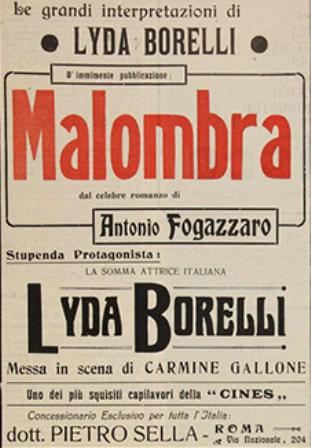 Le grandi interpretazioni di
LYDA BORELLI
D'imminente pubblicazione:
Malombra
dal celebre romanzo di
Antonio Fogazzaro
Stupenda Protagonista:
LA SOMMA ATTRICE ITALIANA
LYDA BORELLI
Messa in scena di CARMINE GALLONE
Uno dei più squisiti capilavori della “CINES„
Concessionario Esclusivo per tutta l'Italia:
dott. PIETRO SELLA - ROMA
Via Nazionale, 204